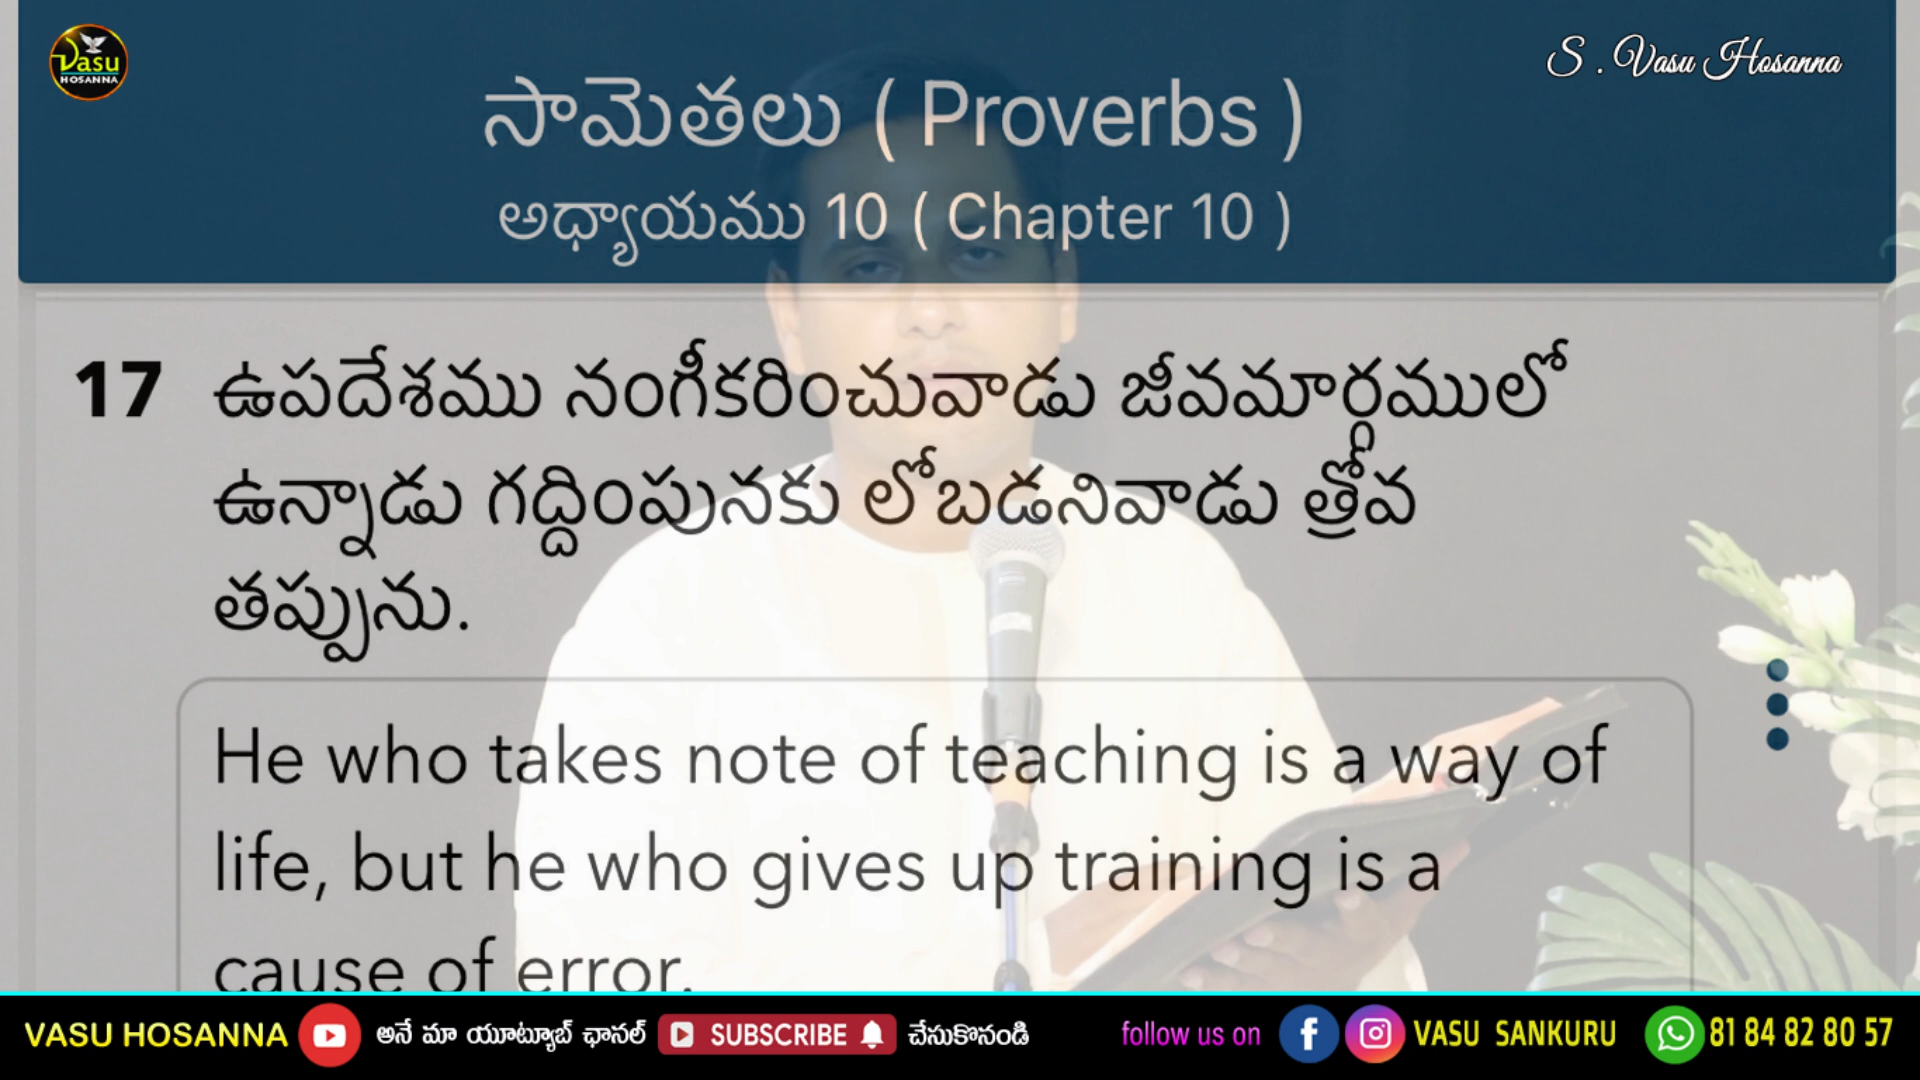 Vasu
HOSANNA
S . Vasu Hosanna
సామెతలు ( Proverbs )
అధ్యాయము 10 ( Chapter 10 )
17 ఉపదేశము నంగీకరించువాడు జీవమార్గములో
ఉన్నాడు గద్దింపునకు లోబడనివాడు త్రోవ
తప్పును.
He who takes note of teaching is a way of
life, but he who gives up training is a
cause of error.
VASU HOSANNA అనే మా యూట్యూబ్ ఛానల్ SUBSCRIBE చేసుకొనండి follow us on VASU SANKURU 81 84 82 80 57